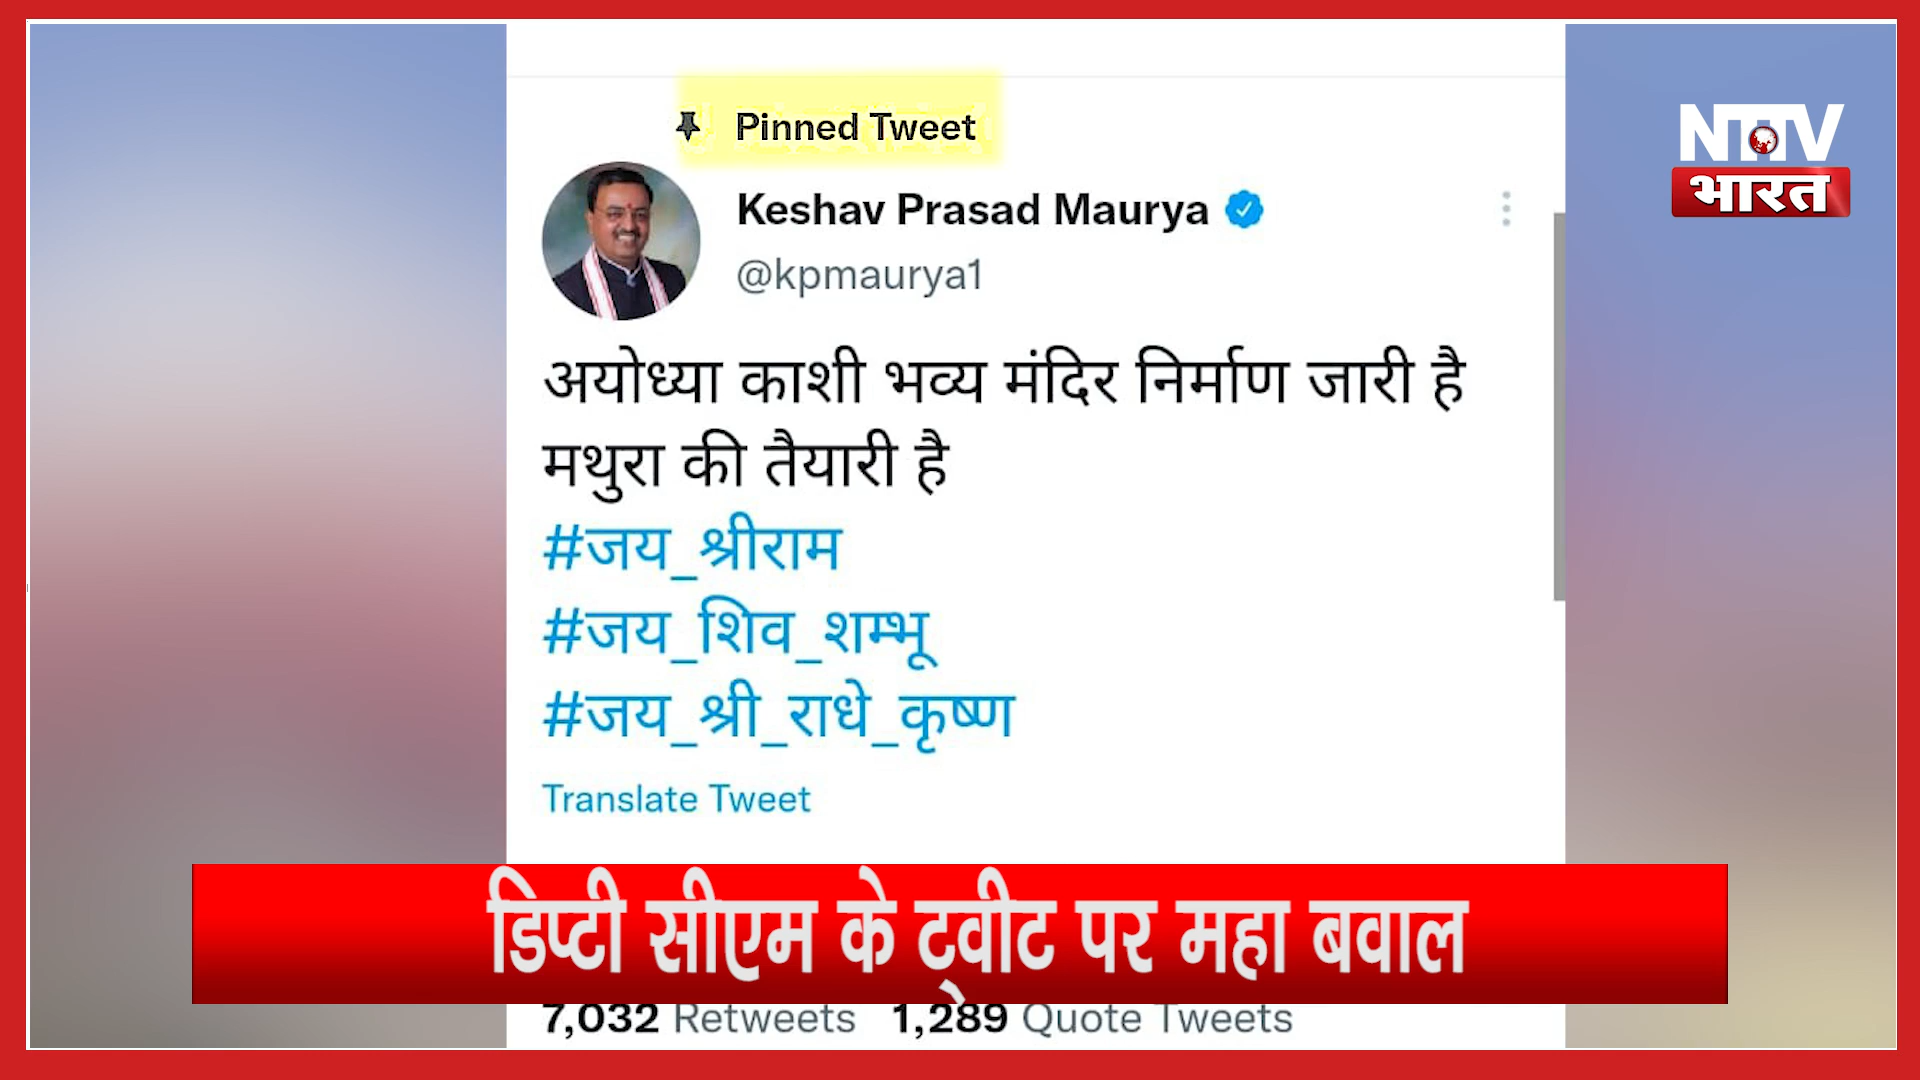 Pinned Tweet
NTTV
भारत
Keshav Prasad Maurya
@kpmaurya1
अयोध्या काशी भव्य मंदिर निर्माण जारी है
मथुरा की तैयारी है
#जय_श्रीराम
#जय_शिव_शम्भू
#जय_श्री_राधे_कृष्ण
Translate Tweet
डिप्टी सीएम के ट्वीट पर महा बवाल
7,032 Retweets 1,289 Quote Tweets